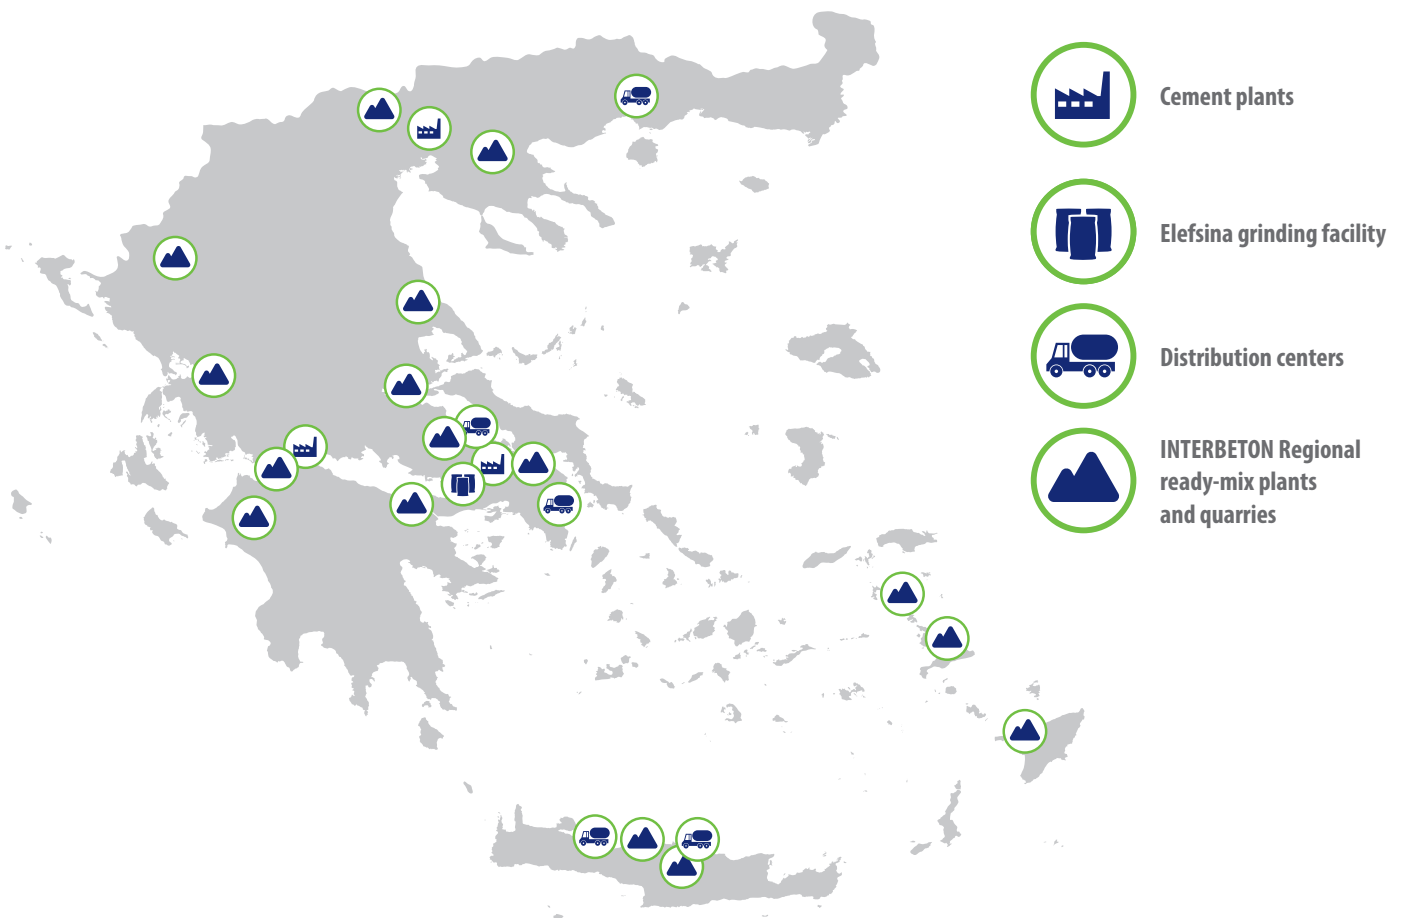 Cement plants
Elefsina grinding facility
Distribution centers
INTERBETON Regional
ready-mix plants
and quarries